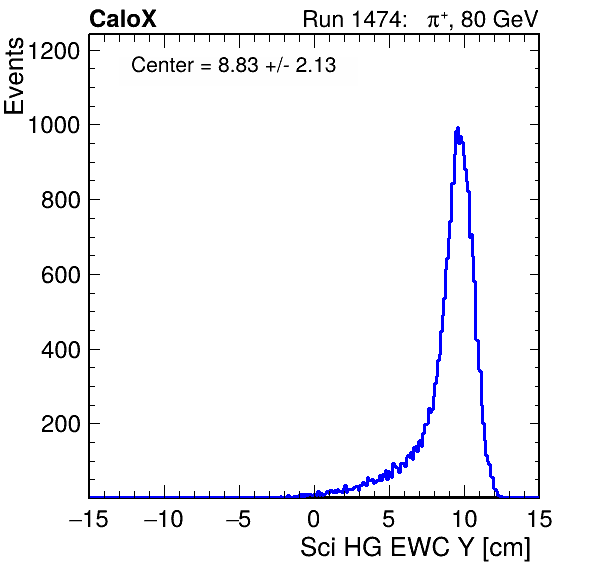 CaloX Run 1474: π⁺, 80 GeV
Center = 8.83 +/- 2.13
Events
1200
1000
800
600
400
200
−15 −10 −5 0 5 10 15
Sci HG EWC Y [cm]